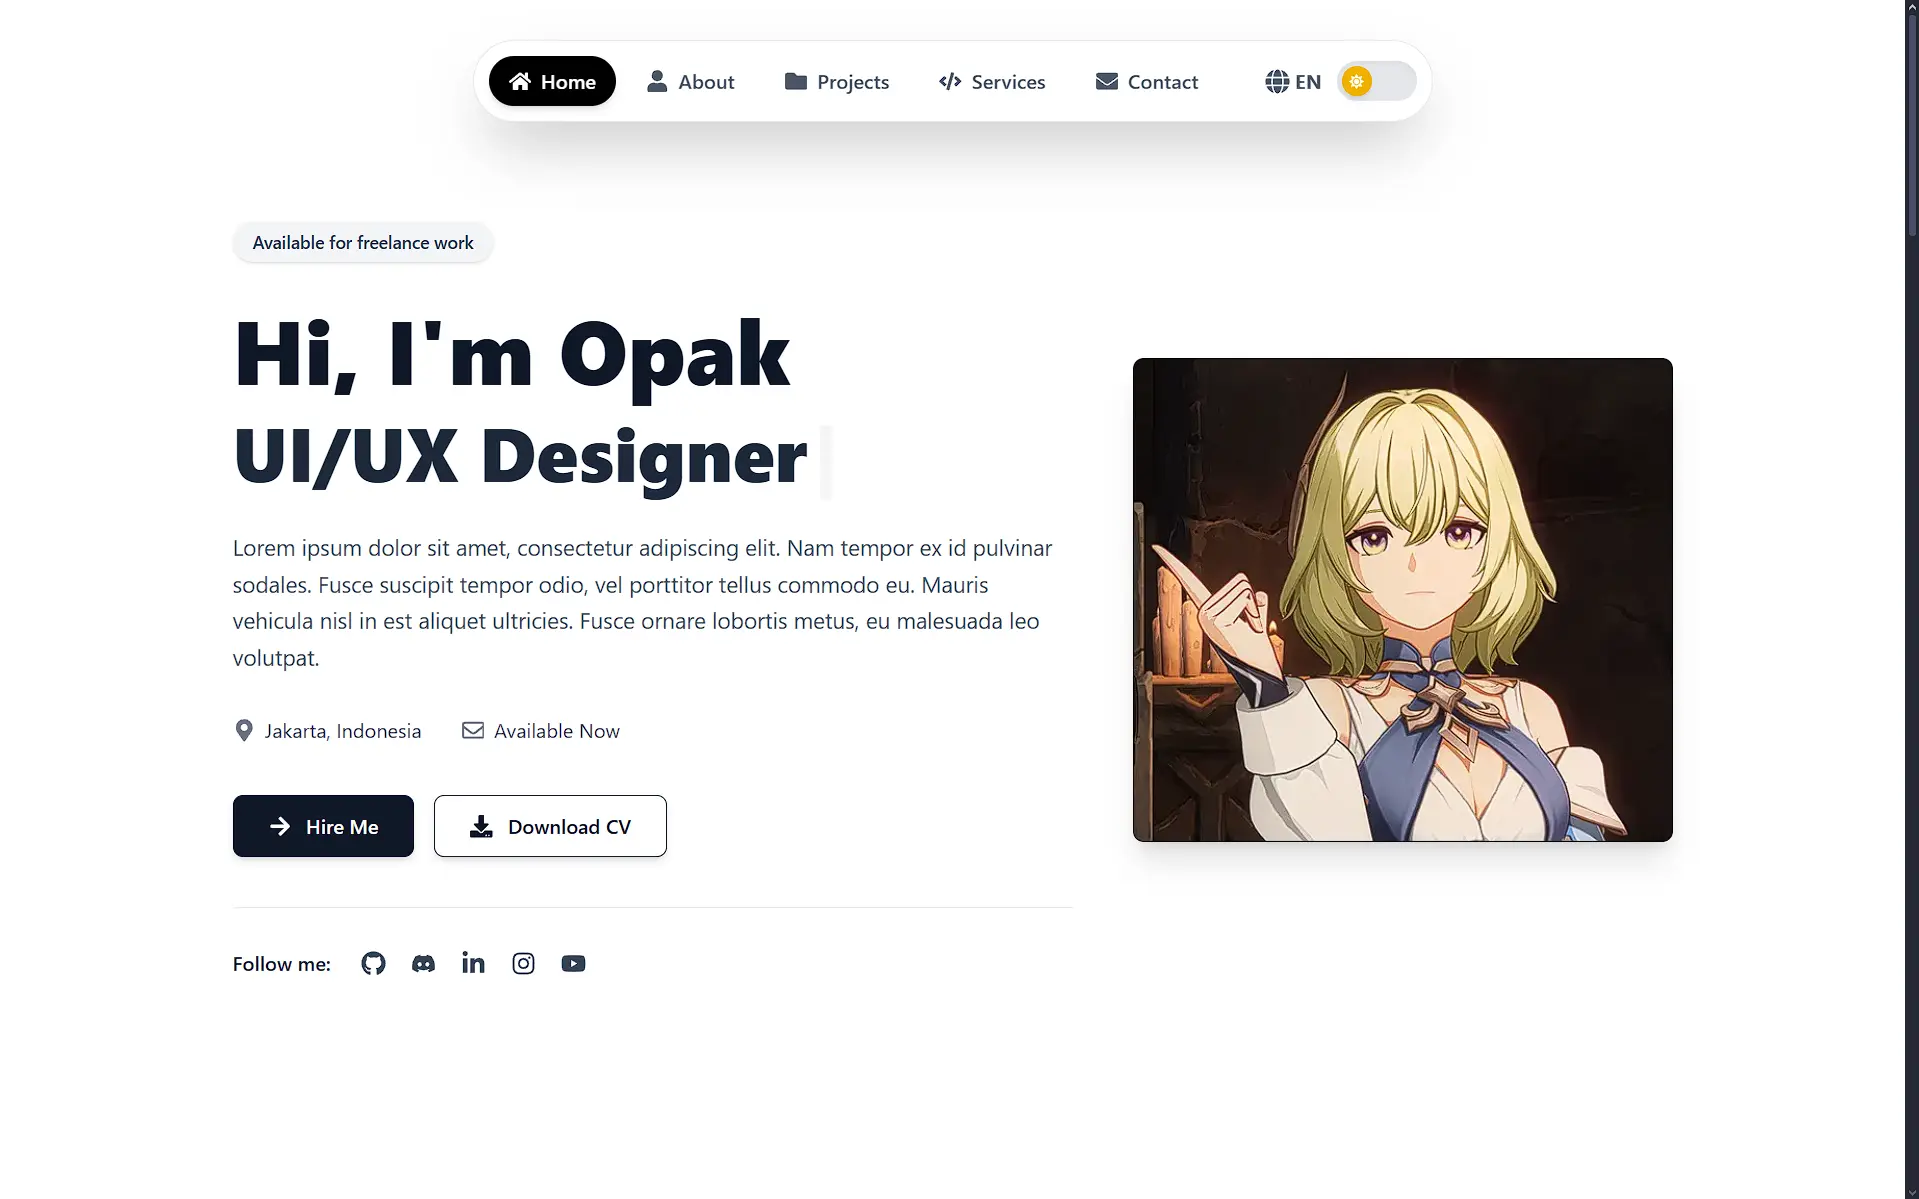 Home
About
Projects
Services
Contact
EN
Available for freelance work
Hi, I'm Opak
UI/UX Designer
Lorem ipsum dolor sit amet, consectetur adipiscing elit. Nam tempor ex id pulvinar
sodales. Fusce suscipit tempor odio, vel porttitor tellus commodo eu. Mauris
vehicula nisl in est aliquet ultricies. Fusce ornare lobortis metus, eu malesuada leo
volutpat.
Jakarta, Indonesia
Available Now
Hire Me
Download CV
Follow me: